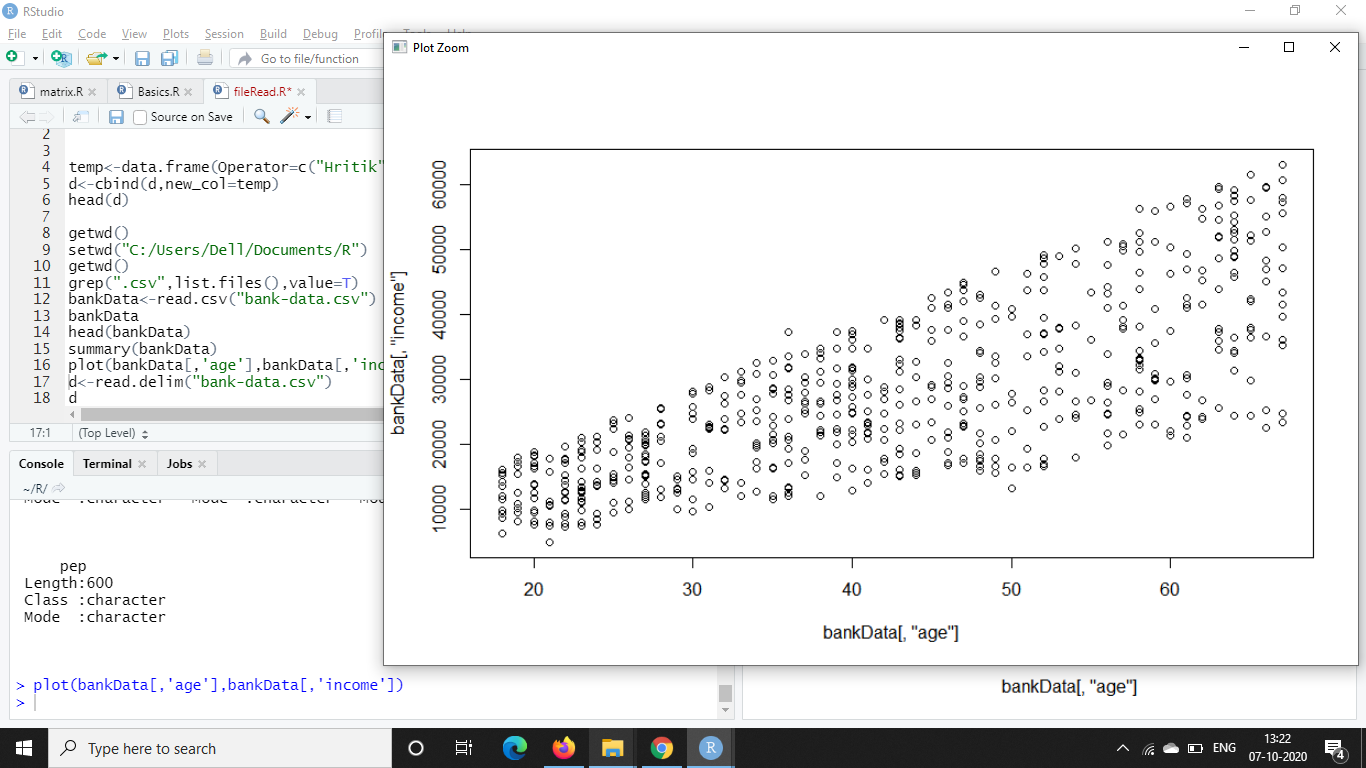 RStudio
File Edit Code View Plots Session Build Debug
Go to file/function
matrix.R
Basics.R
fileRead.R*
Source on Save
2
3
4 temp<-data.frame(Operator=c("Hritik"
5 d<-cbind(d,new_col=temp)
6 head(d)
7
8 getwd()
9 setwd("C:/Users/Dell/Documents/R")
10 getwd()
11 grep(".csv",list.files(),value=T)
12 bankData<-read.csv("bank-data.csv")
13 bankData
14 head(bankData)
15 summary(bankData)
16 plot(bankData[,'age'],bankData[,'inc
17 d<-read.delim("bank-data.csv")
18 d
17:1 (Top Level)
Console Terminal Jobs
~/R/
Mode :character Mode :character
pep
Length:600
Class :character
Mode :character
> plot(bankData[,'age'],bankData[,'income'])
>
Plot Zoom
bankData[, "income"]
60000
50000
40000
30000
20000
10000
20 30 40 50 60
bankData[, "age"]
bankData[, "age"]
Type here to search
ENG
13:22
07-10-2020
4